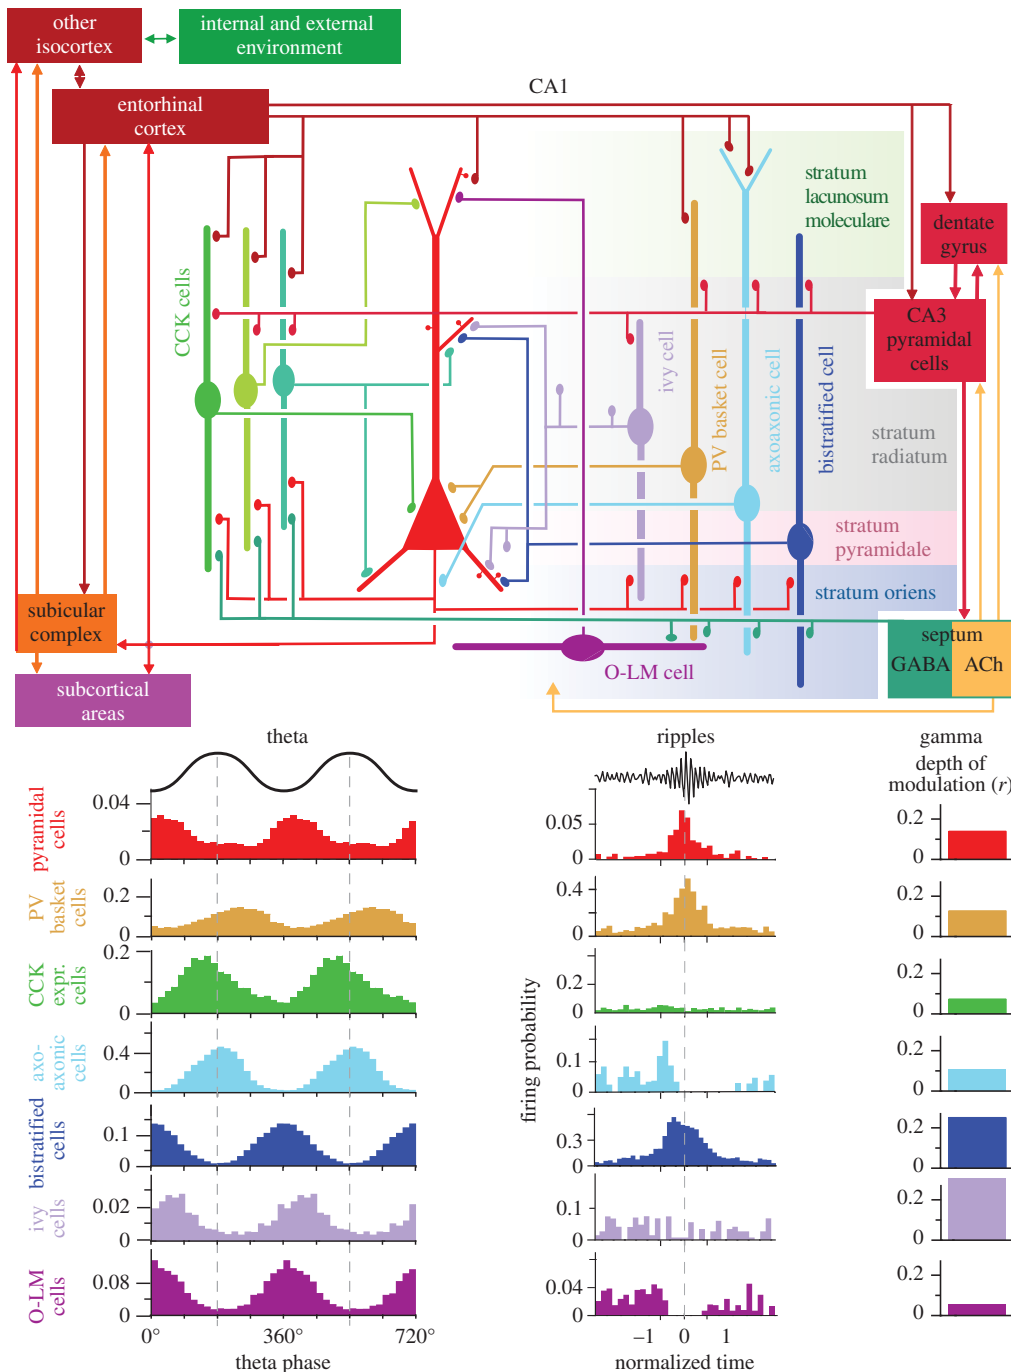 other
isocortex
internal and external
environment
entorhinal
cortex
CA1
stratum
lacunosum
moleculare
dentate
gyrus
CCK cells
CA3
pyramidal
cells
ivy cell
PV basket cell
axoaxonic cell
bistratified cell
stratum
radiatum
stratum
pyramidale
stratum oriens
subicular
complex
septum
GABA
ACh
O-LM cell
subcortical
areas
theta
ripples
gamma
depth of
modulation (r)
pyramidal
cells
0.04
0
0.05
0
0.2
0
PV
basket
cells
0.2
0
0.4
0
0.2
0
CCK
expr.
cells
0.2
0
0.2
0
0.2
0
axo-
axonic
cells
0.4
0
0.1
0
0.2
0
bistratified
cells
0.1
0
0.3
0
0.2
0
ivy
cells
0.02
0
0.1
0
0.2
0
O-LM
cells
0.08
0
0.04
0
0.2
0
firing probability
0°
360°
720°
theta phase
–1
0
1
normalized time